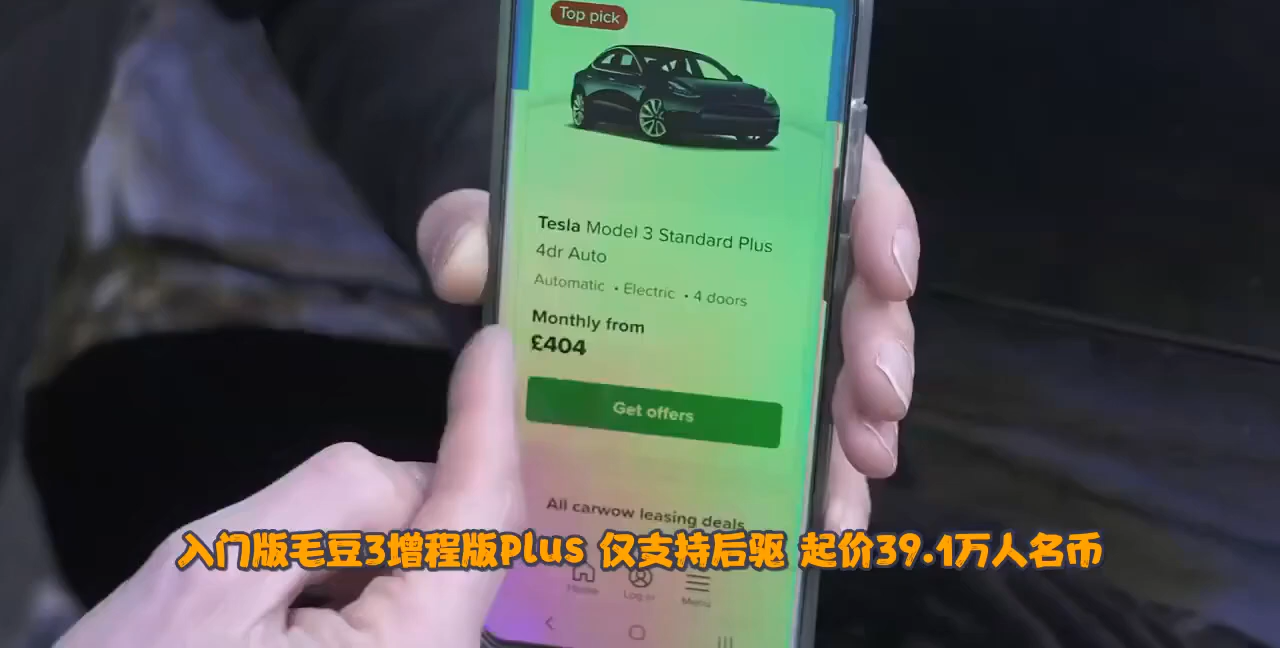 Top pick
Tesla Model 3 Standard Plus
4dr Auto
Automatic • Electric • 4 doors
Monthly from
£404
Get offers
All carwow leasing deals
入门版毛豆3增程版Plus 仅支持后驱 起价39.1万人名币
Home
Log in
Menu